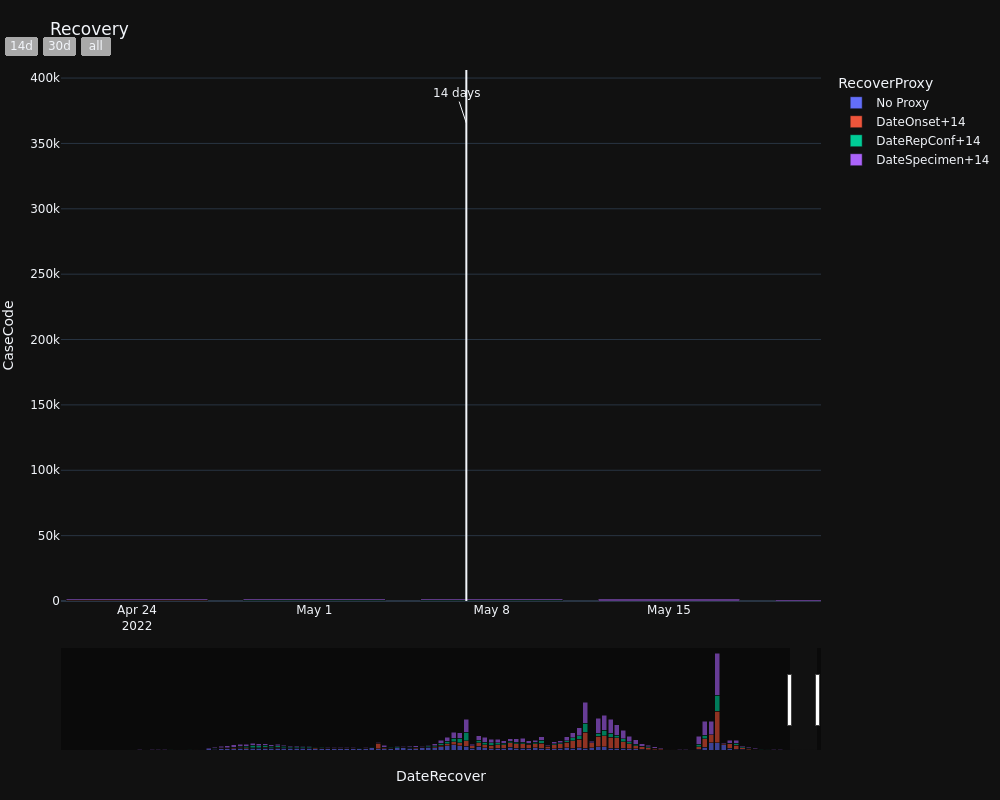 Recovery
14d 30d all
RecoverProxy
No Proxy
DateOnset+14
DateRepConf+14
DateSpecimen+14
14 days
CaseCode
400k
350k
300k
250k
200k
150k
100k
50k
0
Apr 24 May 1 May 8 May 15
2022
DateRecover